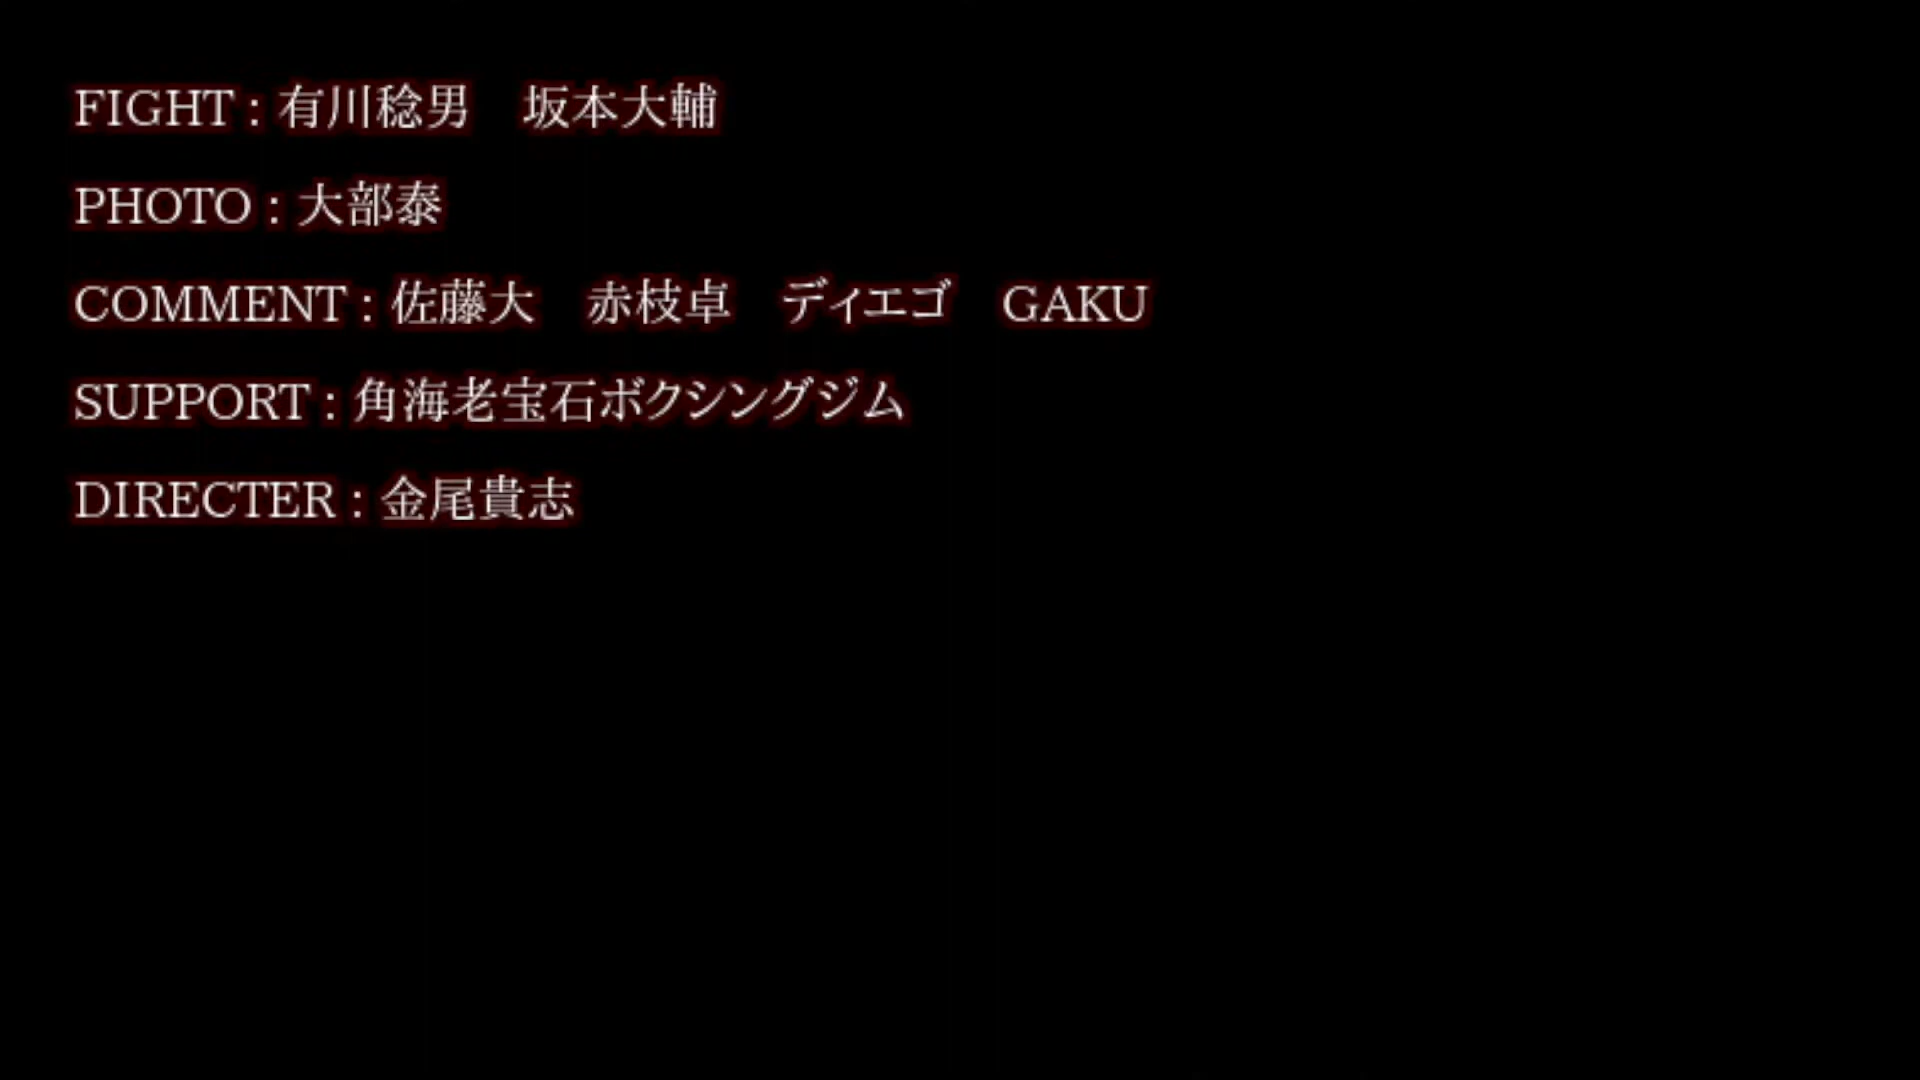 FIGHT : 有川稔男　坂本大輔
PHOTO : 大部泰
COMMENT : 佐藤大　赤枝卓　ディエゴ　GAKU
SUPPORT : 角海老宝石ボクシングジム
DIRECTER : 金尾貴志